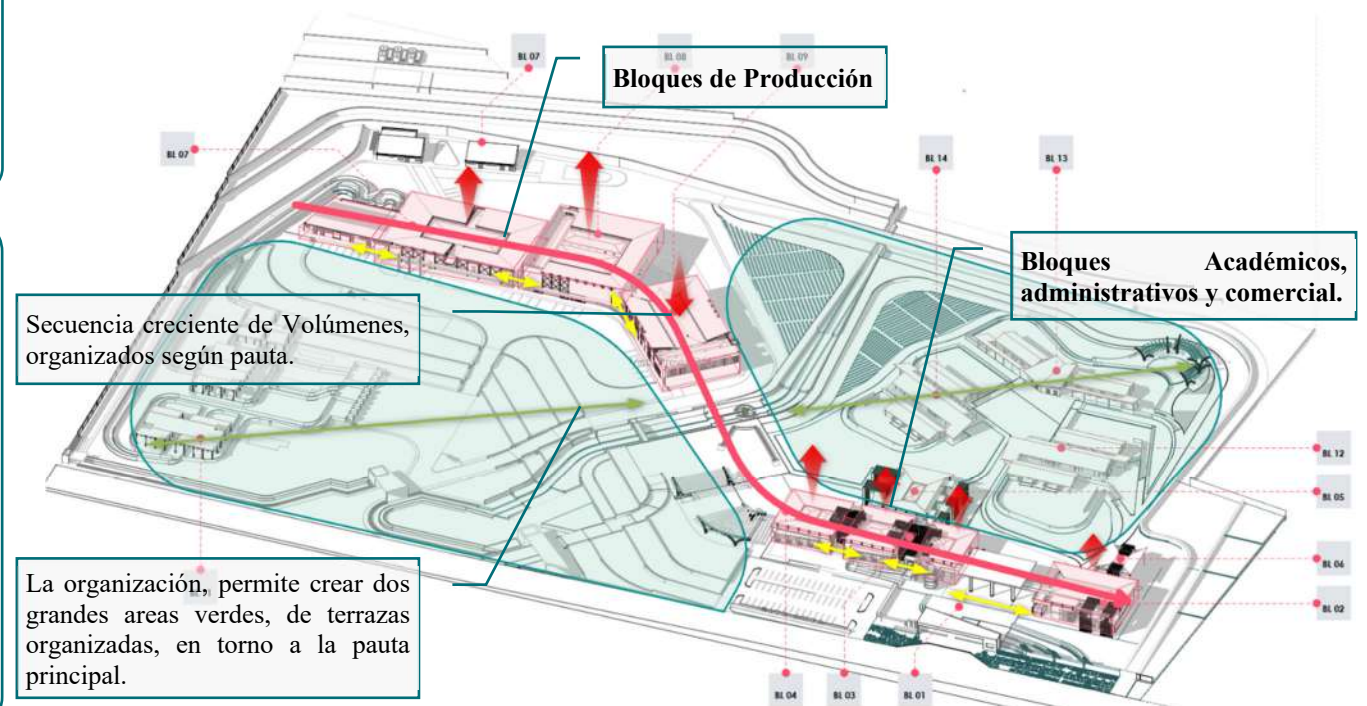 BL 07
BL 08
BL 09
Bloques de Producción
BL 07
BL 14
BL 13
Bloques Académicos,
administrativos y comercial.
Secuencia creciente de Volúmenes,
organizados según pauta.
BL 12
BL 05
La organización, permite crear dos
grandes areas verdes, de terrazas
organizadas, en torno a la pauta
principal.
BL 06
BL 02
BL 04
BL 03
BL 01